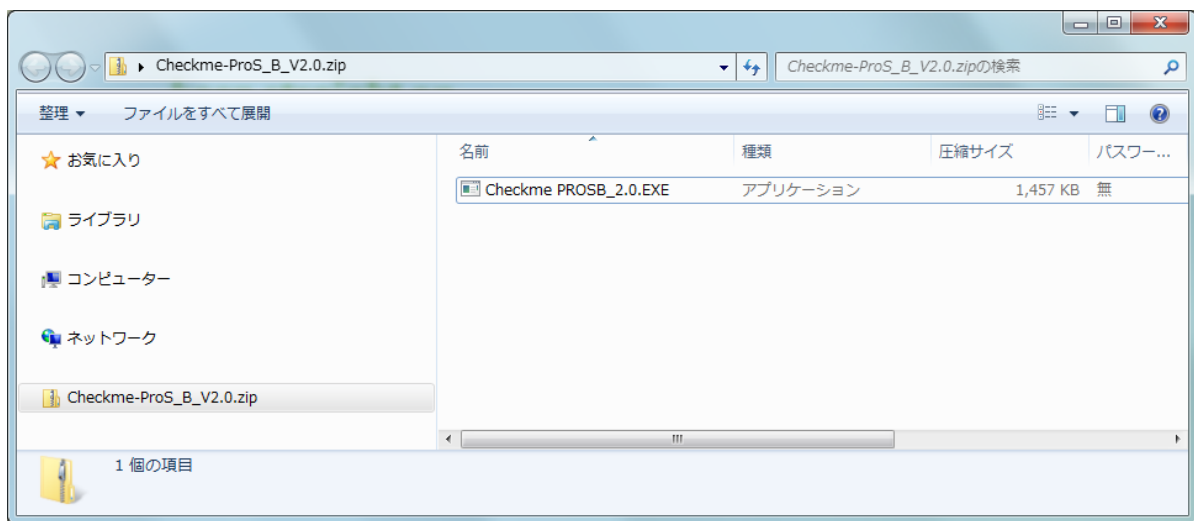 Checkme-ProS_B_V2.0.zip
Checkme-ProS_B_V2.0.zipの検索
整理 ファイルをすべて展開
お気に入り
ライブラリ
コンピューター
ネットワーク
Checkme-ProS_B_V2.0.zip
名前 種類 圧縮サイズ パスワー...
Checkme PROSB_2.0.EXE アプリケーション 1,457 KB 無
1 個の項目